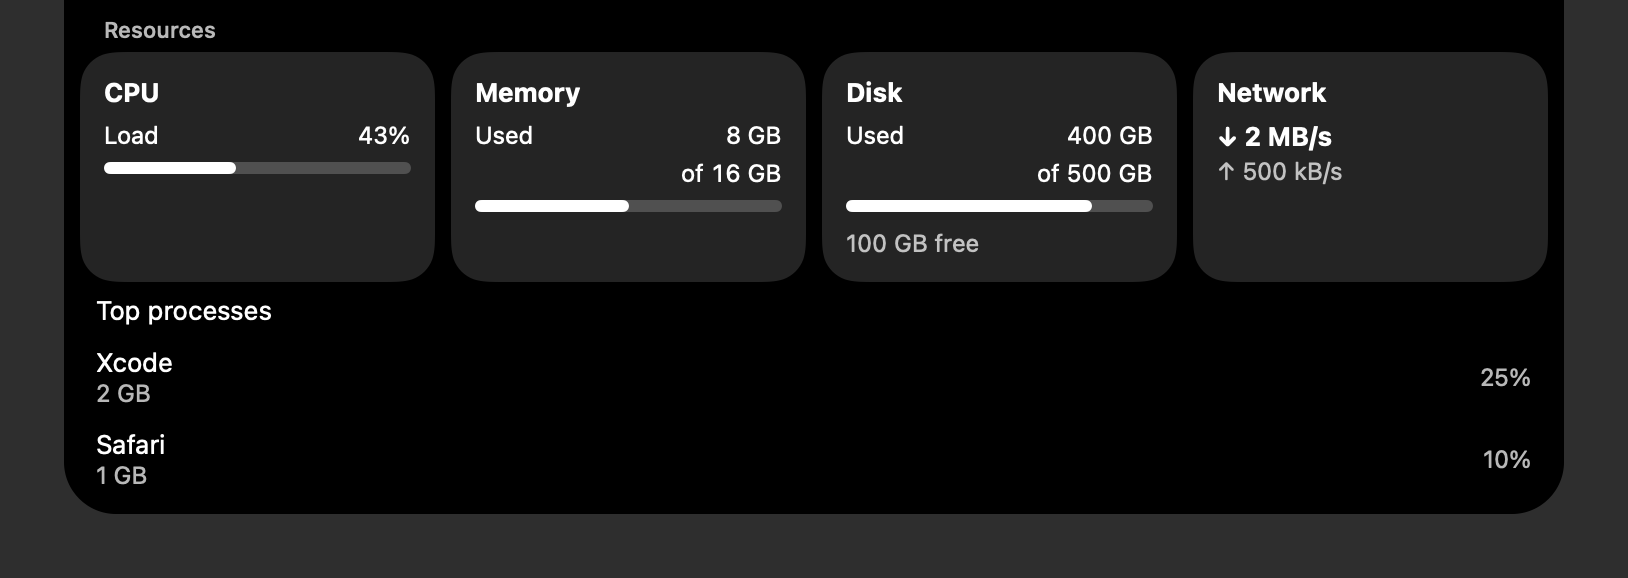 Resources
CPU
Load 43%
Memory
Used 8 GB
of 16 GB
Disk
Used 400 GB
of 500 GB
100 GB free
Network
↓ 2 MB/s
↑ 500 kB/s
Top processes
Xcode
2 GB
25%
Safari
1 GB
10%